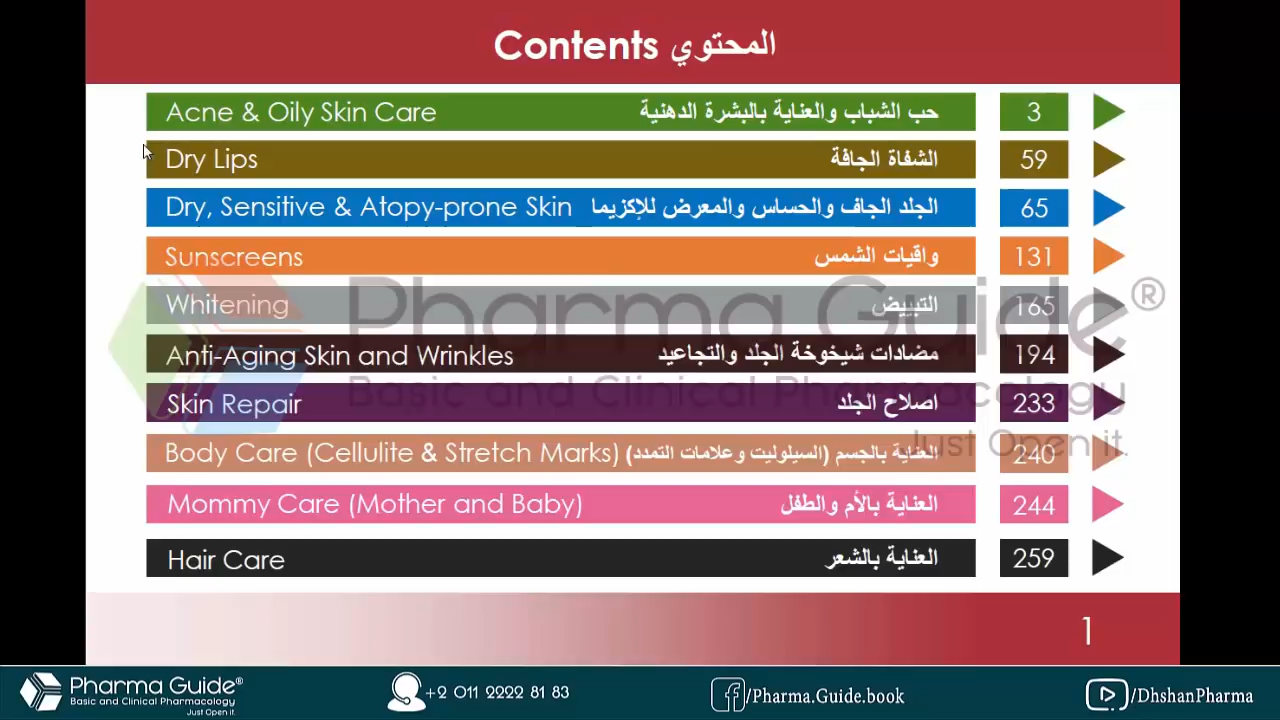 Contents المحتوي
Acne & Oily Skin Care حب الشباب والعناية بالبشرة الدهنية 3
Dry Lips الشفاة الجافة 59
Dry, Sensitive & Atopy-prone Skin الجلد الجاف والحساس والمعرض للإكزيما 65
Sunscreens واقيات الشمس 131
Whitening التبييض 165
Anti-Aging Skin and Wrinkles مضادات شيخوخة الجلد والتجاعيد 194
Skin Repair اصلاح الجلد 233
Body Care (Cellulite & Stretch Marks) العناية بالجسم (السيلوليت وعلامات التمدد) 240
Mommy Care (Mother and Baby) العناية بالأم والطفل 244
Hair Care العناية بالشعر 259
Pharma Guide®
Basic and Clinical Pharmacology
Just Open it.
1
Pharma Guide®
Basic and Clinical Pharmacology
Just Open it.
+2 011 2222 81 83
/Pharma.Guide.book
/DhshanPharma